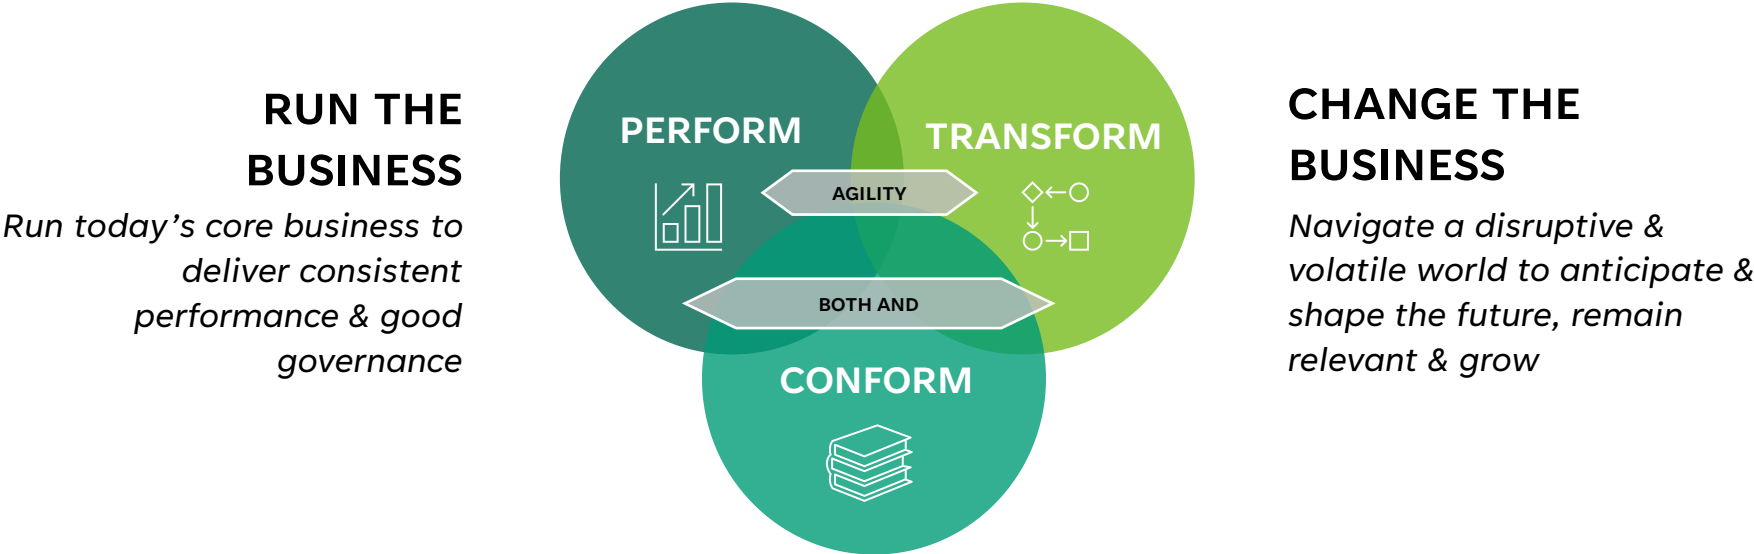 RUN THE
BUSINESS
Run today’s core business to
deliver consistent
performance & good
governance
PERFORM
TRANSFORM
AGILITY
BOTH AND
CONFORM
CHANGE THE
BUSINESS
Navigate a disruptive &
volatile world to anticipate &
shape the future, remain
relevant & grow